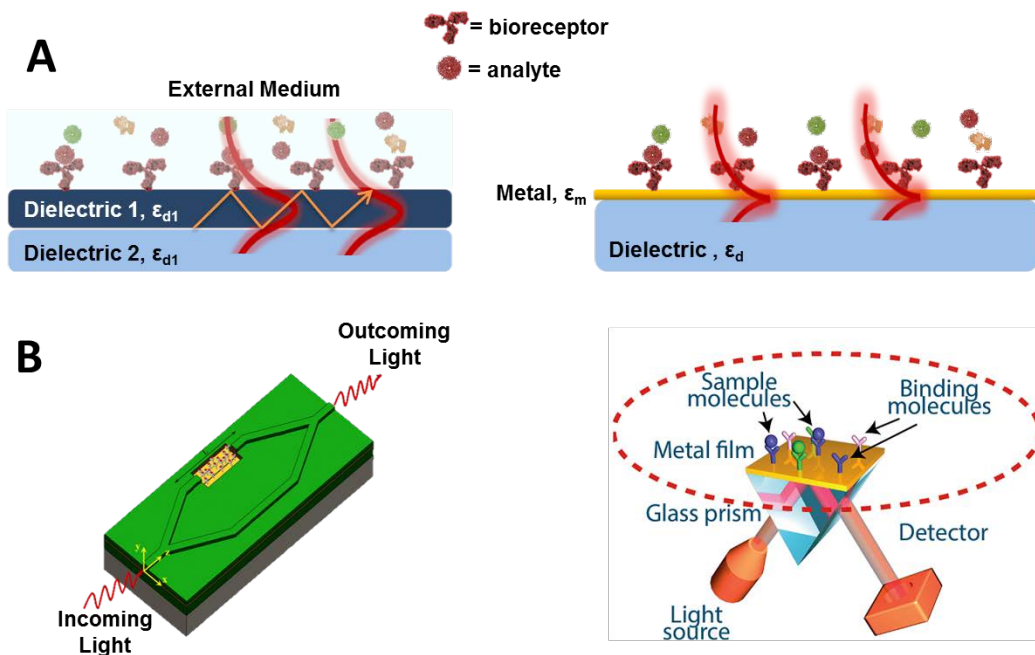 A
= bioreceptor
= analyte
External Medium
Dielectric 1, εd1
Dielectric 2, εd1
Metal, εm
Dielectric , εd
B
Outcoming
Light
Incoming
Light
y
z
x
Sample
molecules
Binding
molecules
Metal film
Glass prism
Detector
Light
source